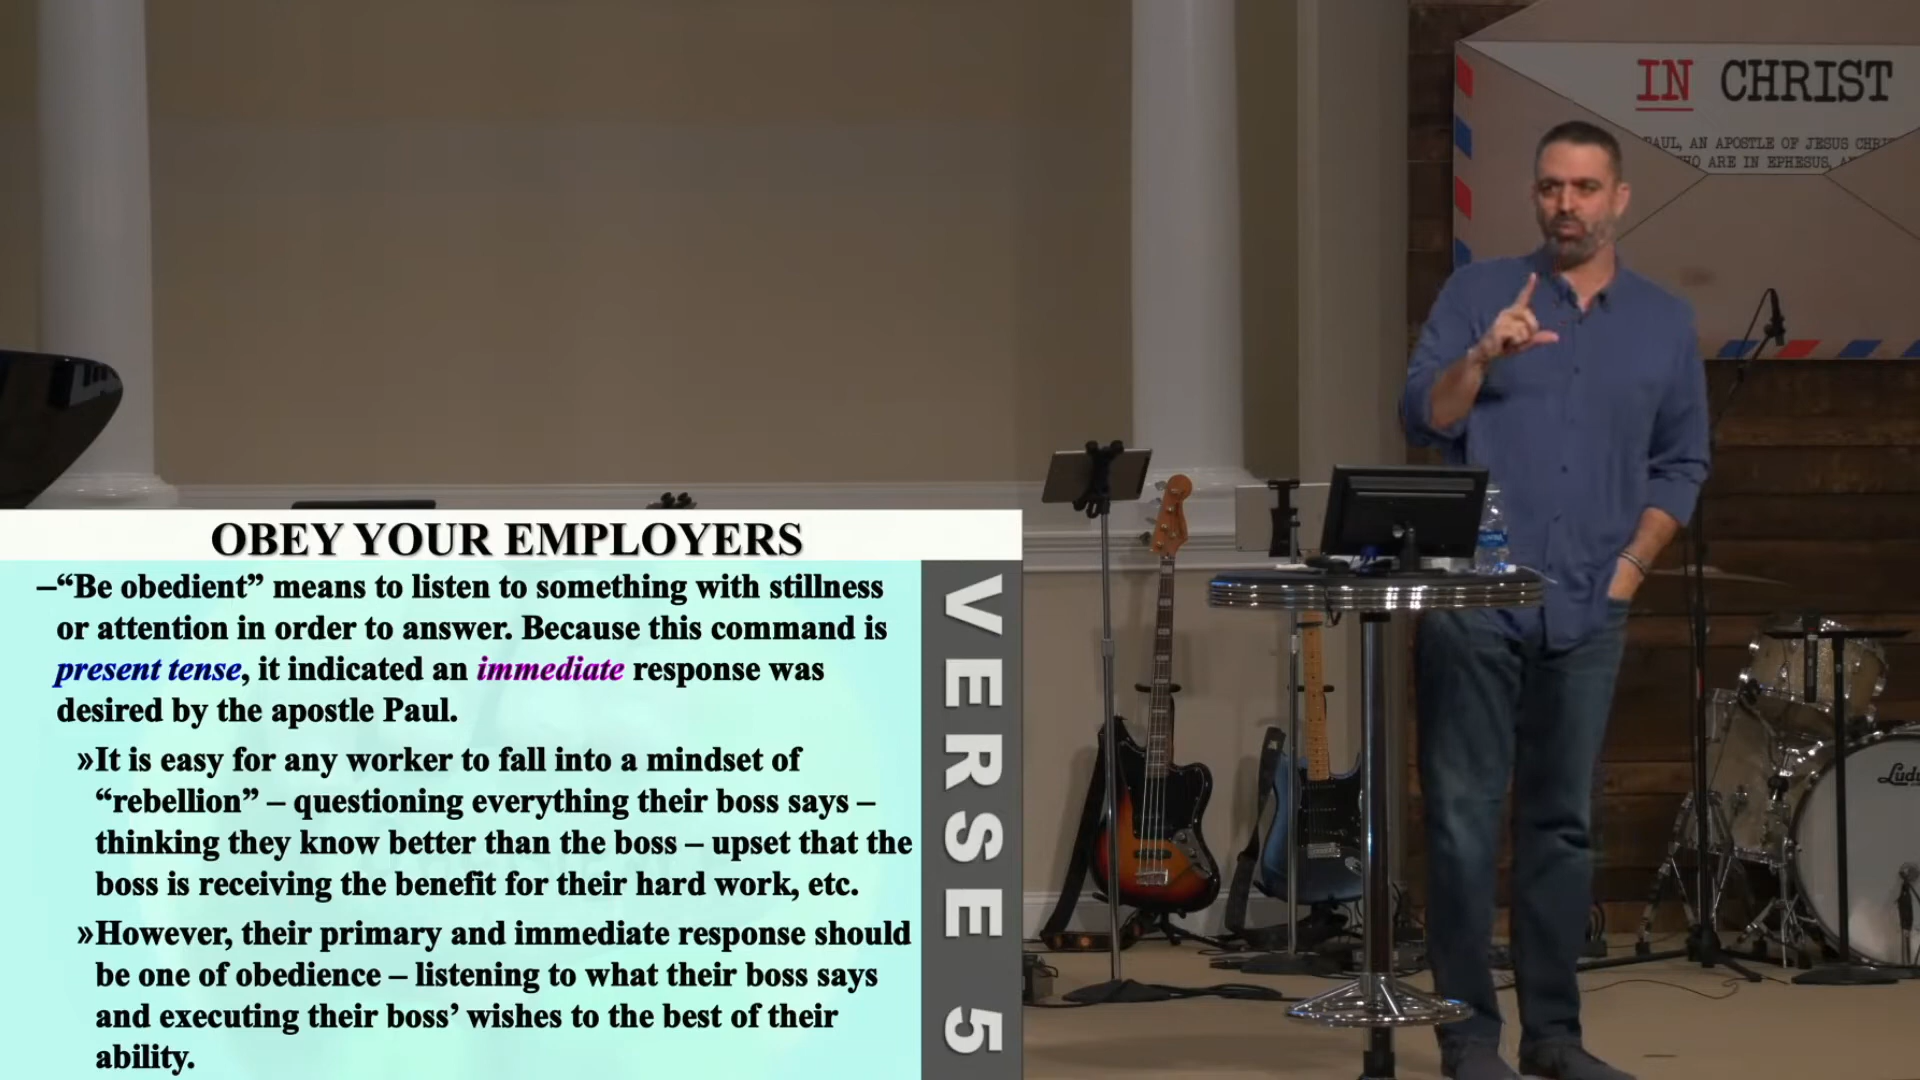 IN CHRIST
PAUL, AN APOSTLE OF JESUS
WHO ARE IN EPHESUS,
OBEY YOUR EMPLOYERS
–“Be obedient” means to listen to something with stillness
or attention in order to answer. Because this command is
present tense, it indicated an immediate response was
desired by the apostle Paul.
»It is easy for any worker to fall into a mindset of
“rebellion” – questioning everything their boss says –
thinking they know better than the boss – upset that the
boss is receiving the benefit for their hard work, etc.
»However, their primary and immediate response should
be one of obedience – listening to what their boss says
and executing their boss’ wishes to the best of their
ability.
VERSE 5